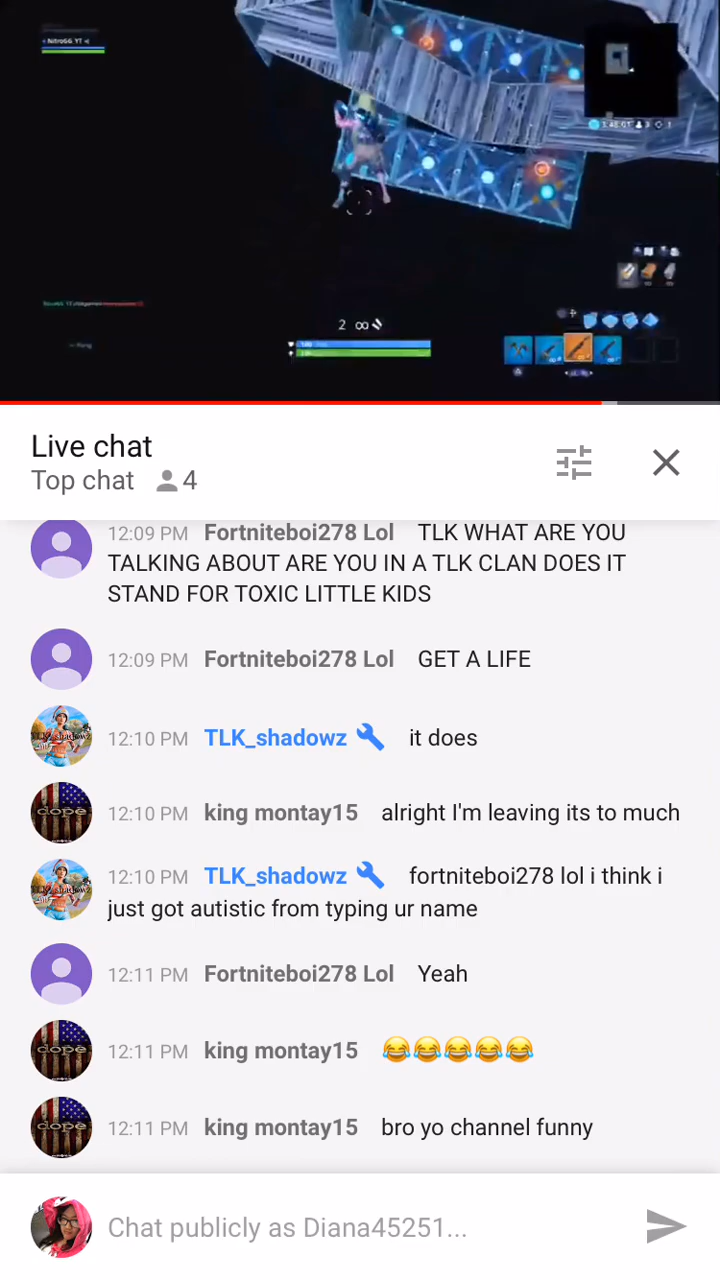 Nitro66 YT
2 ∞
Live chat
Top chat 4
12:09 PM Fortniteboi278 Lol TLK WHAT ARE YOU
TALKING ABOUT ARE YOU IN A TLK CLAN DOES IT
STAND FOR TOXIC LITTLE KIDS
12:09 PM Fortniteboi278 Lol GET A LIFE
12:10 PM TLK_shadowz it does
12:10 PM king montay15 alright I'm leaving its to much
12:10 PM TLK_shadowz fortniteboi278 lol i think i
just got autistic from typing ur name
12:11 PM Fortniteboi278 Lol Yeah
12:11 PM king montay15 😂😂😂😂😂
12:11 PM king montay15 bro yo channel funny
Chat publicly as Diana45251...